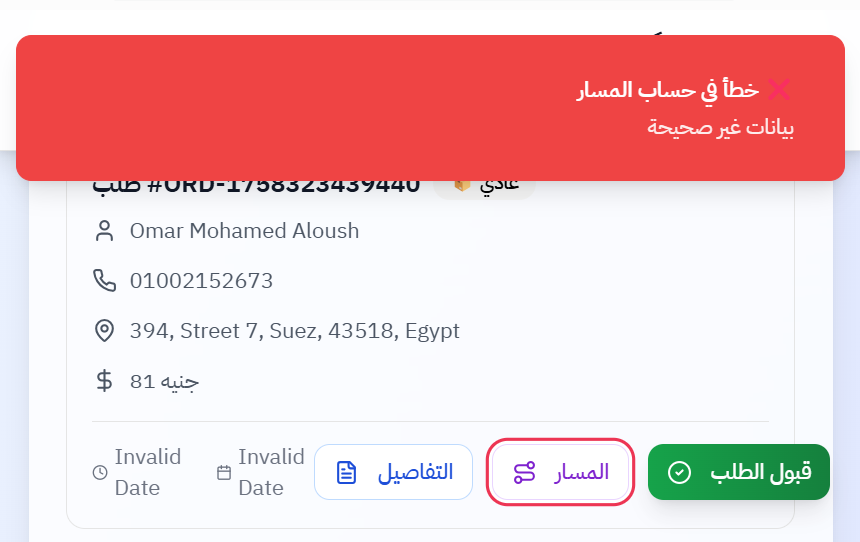 ❌ خطأ في حساب المسار
بيانات غير صحيحة
طلب #ORD-1758323439440
عادي
Omar Mohamed Aloush
01002152673
394, Street 7, Suez, 43518, Egypt
81 جنيه
Invalid Date
Invalid Date
التفاصيل
المسار
قبول الطلب